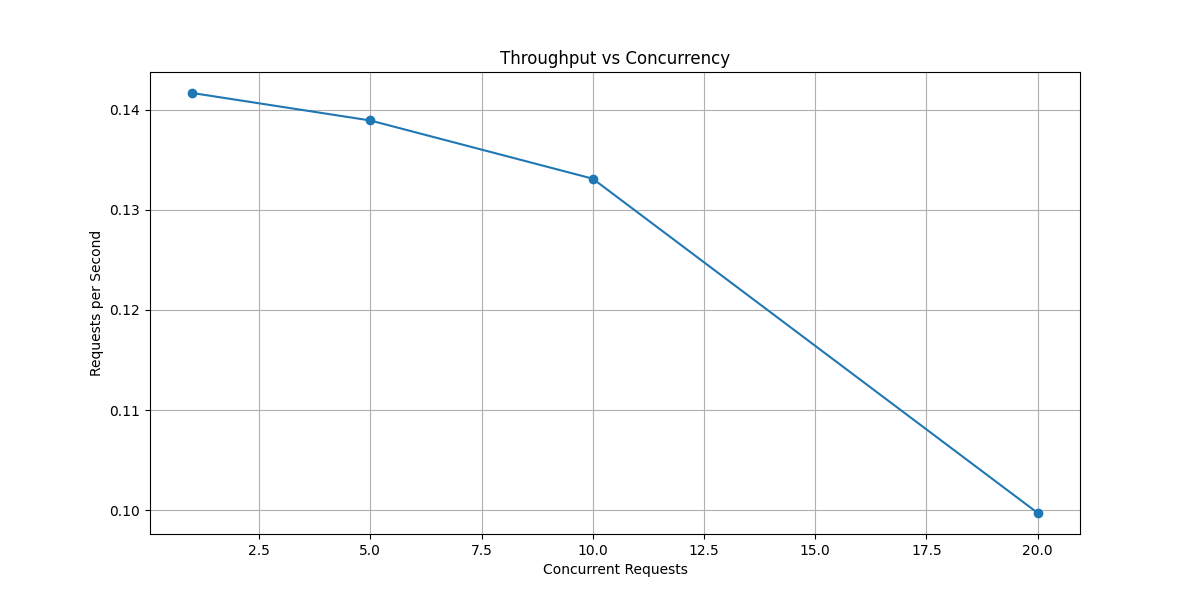 Throughput vs Concurrency
Requests per Second
0.14
0.13
0.12
0.11
0.10
2.5 5.0 7.5 10.0 12.5 15.0 17.5 20.0
Concurrent Requests